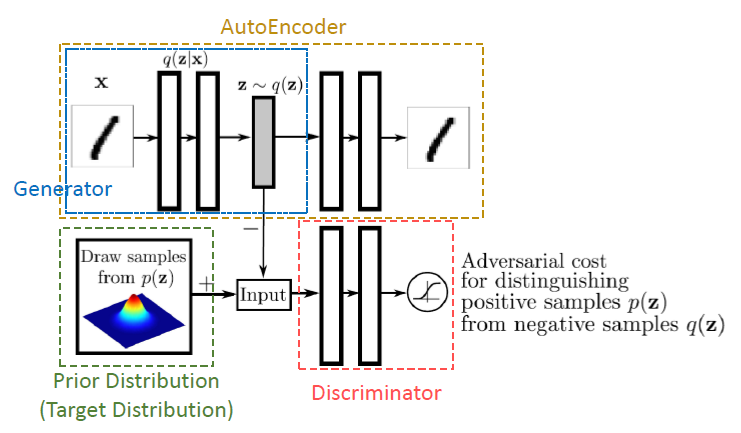 AutoEncoder
q(z|x)
x
z ∼ q(z)
Generator
−
Draw samples
from p(z)
+
Input
Adversarial cost
for distinguishing
positive samples p(z)
from negative samples q(z)
Prior Distribution
(Target Distribution)
Discriminator